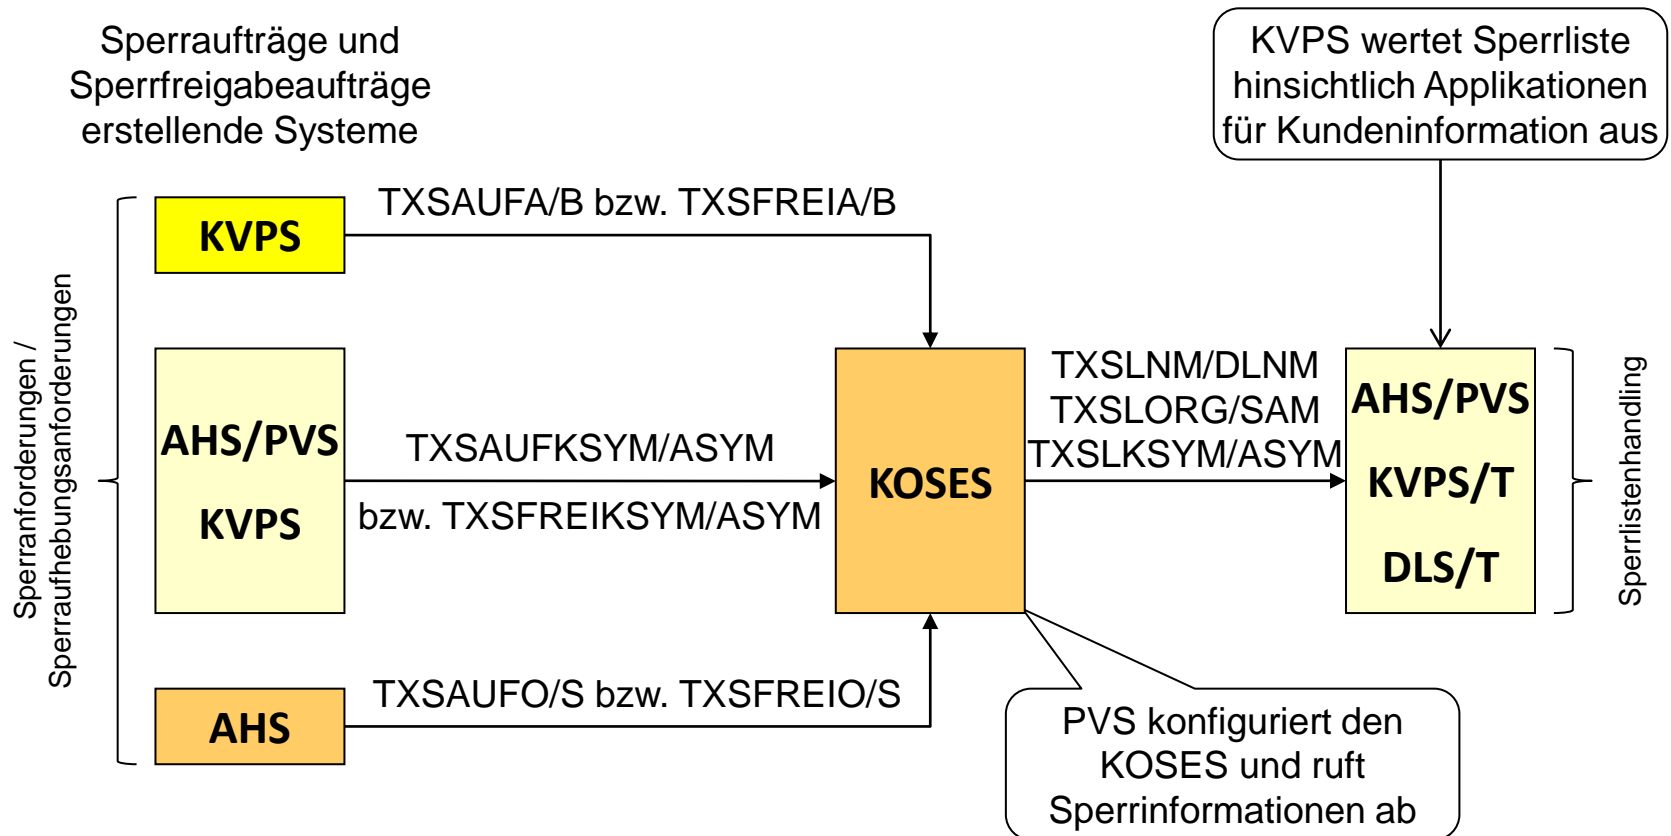 Sperraufträge und
Sperrfreigabeaufträge
erstellende Systeme
KVPS wertet Sperrliste
hinsichtlich Applikationen
für Kundeninformation aus
Sperranforderungen /
Sperraufhebungsanforderungen
KVPS
TXSAUFA/B bzw. TXSFREIA/B
AHS/PVS
KVPS
TXSAUFKSYM/ASYM
bzw. TXSFREIKSYM/ASYM
AHS
TXSAUFO/S bzw. TXSFREIO/S
KOSES
TXSLNM/DLNM
TXSLORG/SAM
TXSLKSYM/ASYM
AHS/PVS
KVPS/T
DLS/T
Sperrlistenhandling
PVS konfiguriert den
KOSES und ruft
Sperrinformationen ab